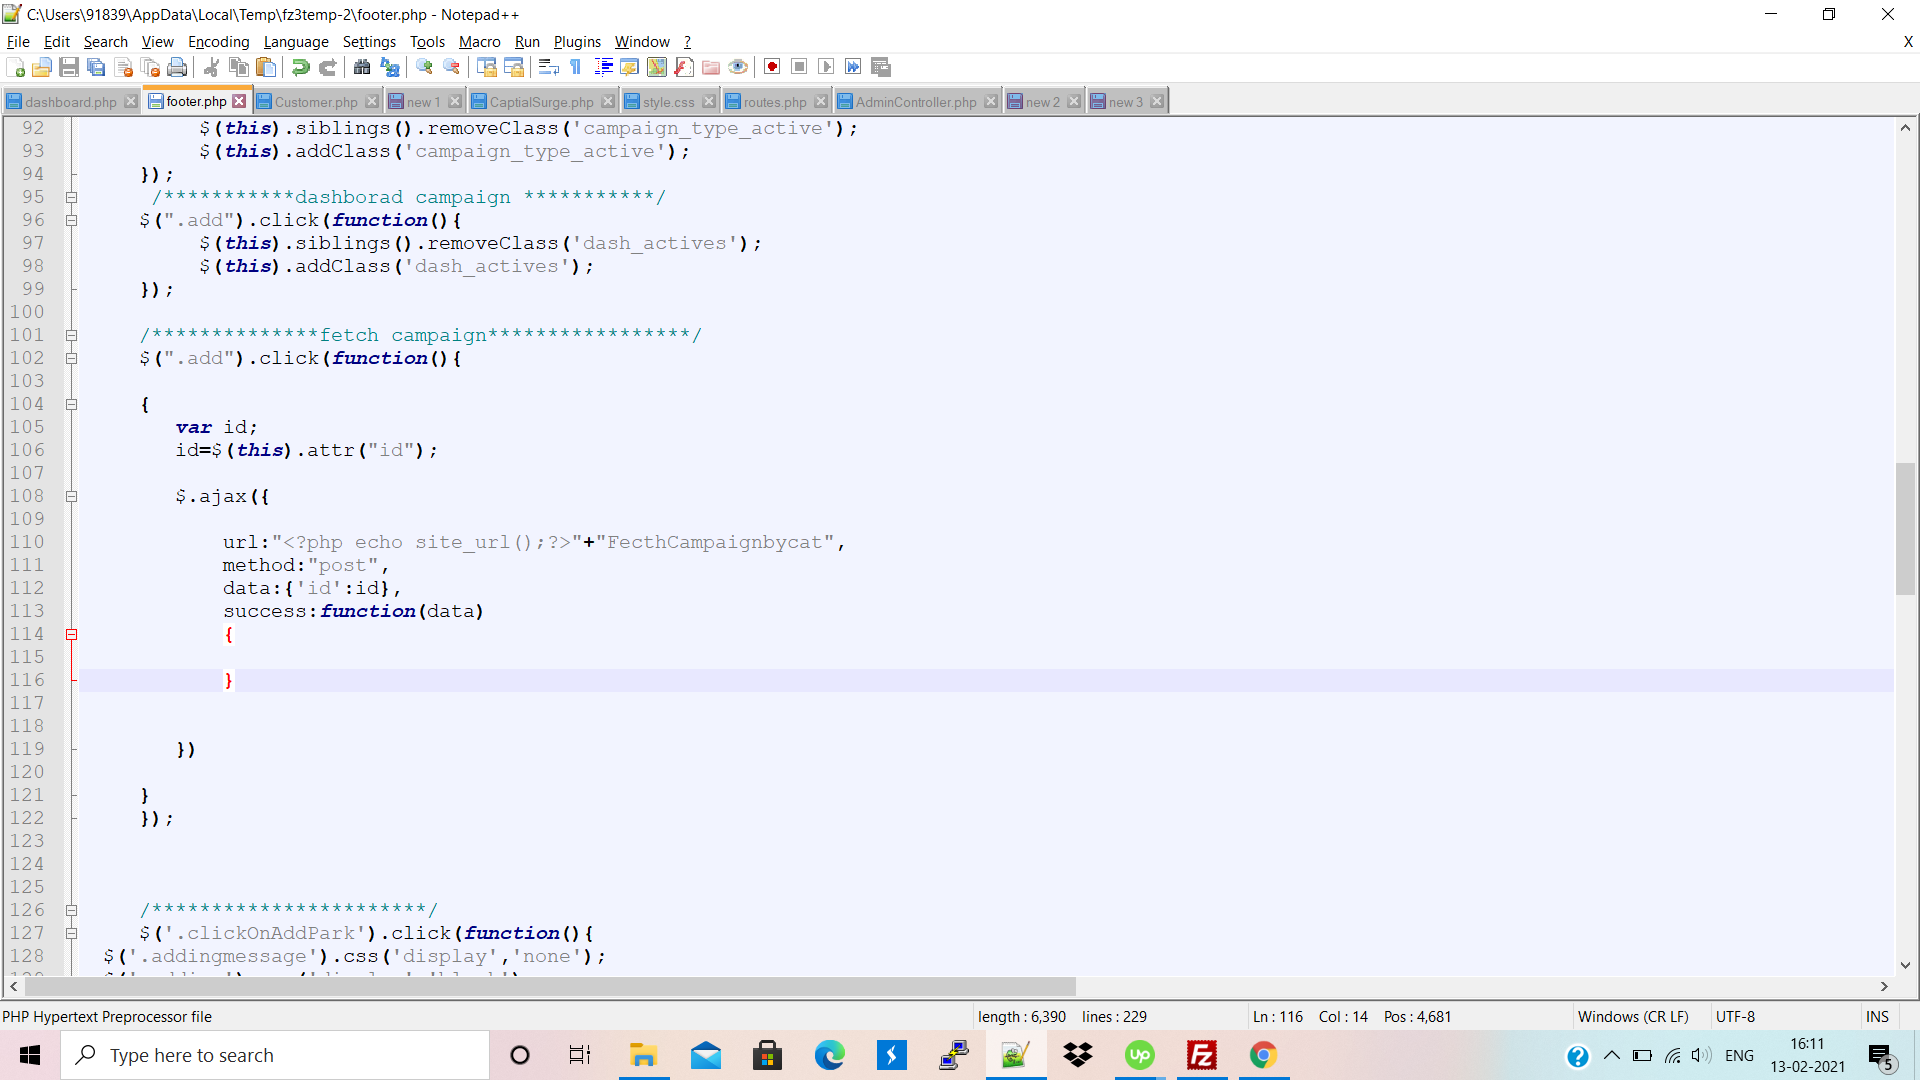 C:\Users\91839\AppData\Local\Temp\fz3temp-2\footer.php - Notepad++
File Edit Search View Encoding Language Settings Tools Macro Run Plugins Window ? X
dashboard.php footer.php Customer.php new 1 CaptialSurge.php style.css routes.php AdminController.php new 2 new 3
92 $(this).siblings().removeClass('campaign_type_active');
93 $(this).addClass('campaign_type_active');
94 });
95 /***********dashborad campaign ***********/
96 $(".add").click(function(){
97 $(this).siblings().removeClass('dash_actives');
98 $(this).addClass('dash_actives');
99 });
100
101 /**************fetch campaign*****************/
102 $(".add").click(function(){
103
104 {
105 var id;
106 id=$(this).attr("id");
107
108 $.ajax({
109
110 url:"<?php echo site_url();?>"+"FecthCampaignbycat",
111 method:"post",
112 data:{'id':id},
113 success:function(data)
114 {
115
116 }
117
118
119 })
120
121 }
122 });
123
124
125
126 /***********************/
127 $('.clickOnAddPark').click(function(){
128 $('.addingmessage').css('display','none');
PHP Hypertext Preprocessor file length : 6,390 lines : 229 Ln : 116 Col : 14 Pos : 4,681 Windows (CR LF) UTF-8 INS
Type here to search
up
FZ
ENG
16:11
13-02-2021
5